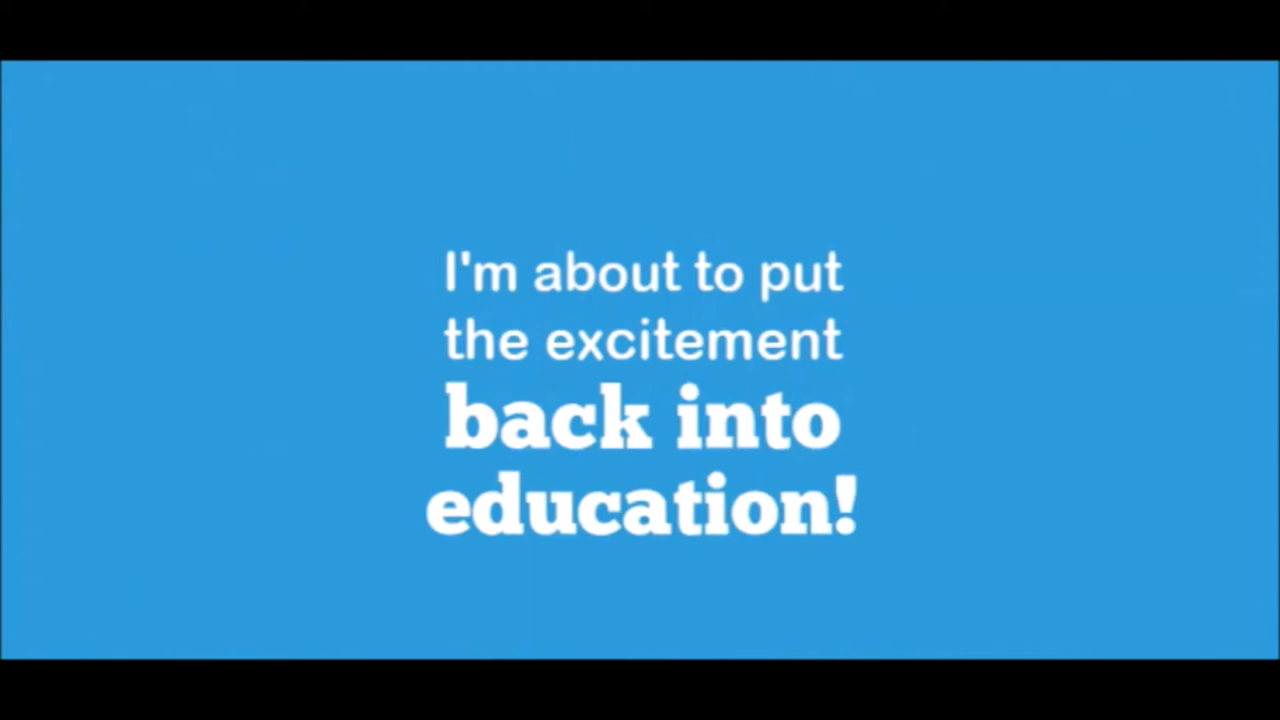 I'm about to put
the excitement
back into
education!